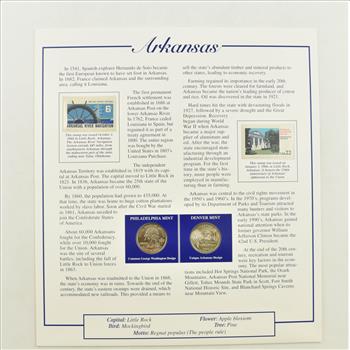 Arkansas
In 1541, Spanish explorer Hernando de Soto became
the first European known to have set foot in Arkansas.
In 1682, France claimed Arkansas and the surrounding
area, calling it Louisiana.
The first permanent
French settlement was
established in 1686 at
Arkansas Post on the
lower Arkansas River
In 1762, France ceded
Louisiana to Spain, but
regained it as part of a
treaty agreement in
1800. The entire region
was bought by the
United States in 1803's
Louisiana Purchase.
The independent
Arkansas Territory was established in 1819 with its capi-
tal at Arkansas Post. The capital moved to Little Rock in
1821. In 1836, Arkansas became the 25th state of the
Union with a population of over 60,000.
By 1860, the population had grown to 435,000. At
that time, the state was home to huge cotton plantations
worked by slave labor. Soon after the Civil War started
in 1861, Arkansas seceded to
join the Confederate States
of America.
About 60,000 Arkansans
fought for the Confederacy,
while over 10,000 fought
for the Union. Arkansas
was the site of several
battles, including the fall of
Little Rock to Union forces
in 1863.
When Arkansas was readmitted to the Union in 1868,
the state's economy was in ruins. Towards the end of the
century, the state's eastern swamps were drained, which
accommodated new railroads. This provided a means to
sell the state's abundant timber and mineral products to
other states, leading to economic recovery.
Farming regained its importance in the early 20th
century. The forests were cleared for farmland, and
Arkansas became the nation's leading producer of cotton
and rice. Oil was discovered in the state in 1921.
Hard times hit the state with devastating floods in
1927, followed by a severe drought and the Great
Depression. Recovery
began during World
War II when Arkansas
became a major sup-
plier of aluminum and
oil. After the war, the
state encouraged man-
ufacturing through an
industrial development
program. For the first
time in the state's his-
tory, more people were
employed in manufac-
turing than in farming.
Arkansas was central to the civil rights movement in
the 1950's and 1960's. In the 1970's, programs devel-
oped by its Department of Parks and Tourism attracted
many hunters and visitors to
Arkansas's state parks. In the
early 1990's, Arkansas gained
national attention when its
former governor William
Jefferson Clinton became the
42nd U.S. President.
At the end of the 20th cen-
tury, recreation and tourism
were key factors in the state's
economy. The most popular attrac-
tions included Hot Springs National Park, the Ozark
Mountains, Arkansas Post National Memorial near
Gillett, Toltec Mounds State Park in Scott, Fort Smith
National Historic Site, and Blanchard Springs Caverns
near Mountain View.
ARKANSAS RIVER NAVIGATION
PHILADELPHIA MINT
Common George Washington Design
DENVER MINT
Unique Arkansas Design
Capital: Little Rock
Bird: Mockingbird
Flower: Apple blossom
Tree: Pine
Motto: Regnat populus (The people rule)